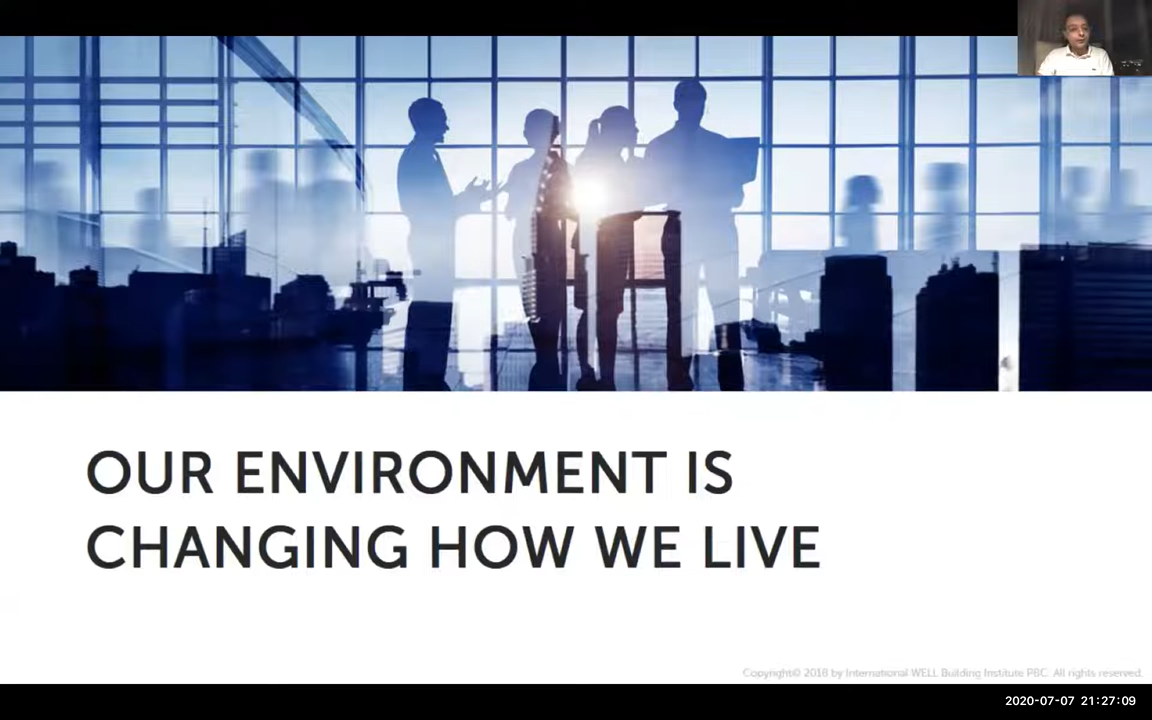 OUR ENVIRONMENT IS
CHANGING HOW WE LIVE
Copyright© 2018 by International WELL Building Institute PBC. All rights reserved.
2020-07-07 21:27:09